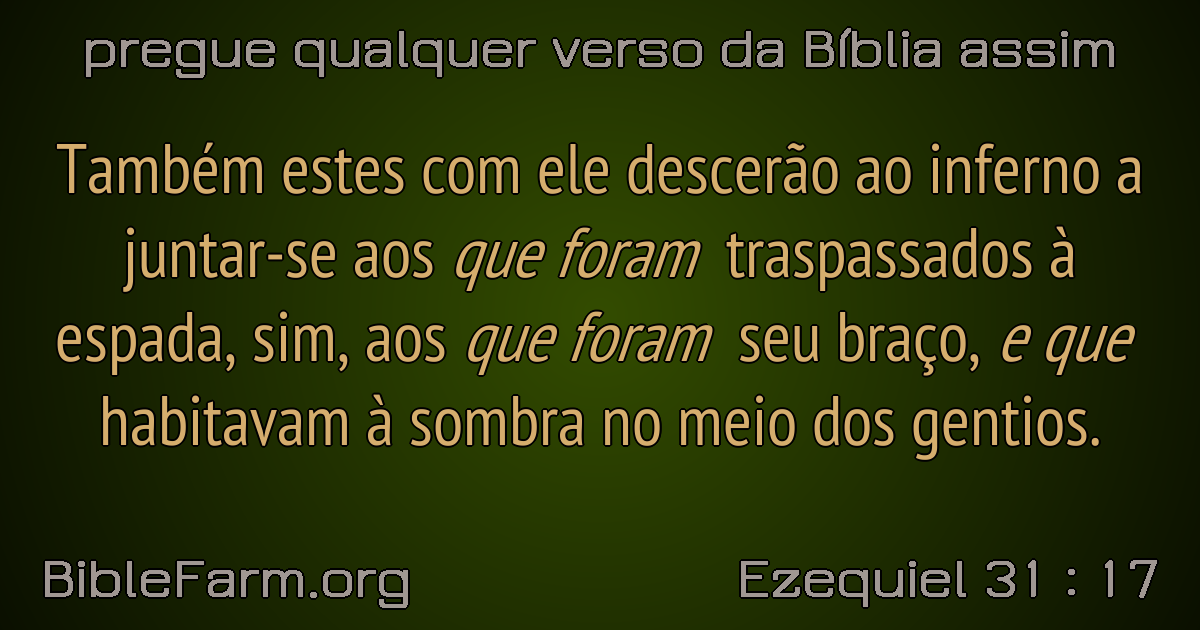 pregue qualquer verso da Bíblia assim
Também estes com ele descerão ao inferno a
juntar-se aos que foram traspassados à
espada, sim, aos que foram seu braço, e que
habitavam à sombra no meio dos gentios.
BibleFarm.org
Ezequiel 31 : 17